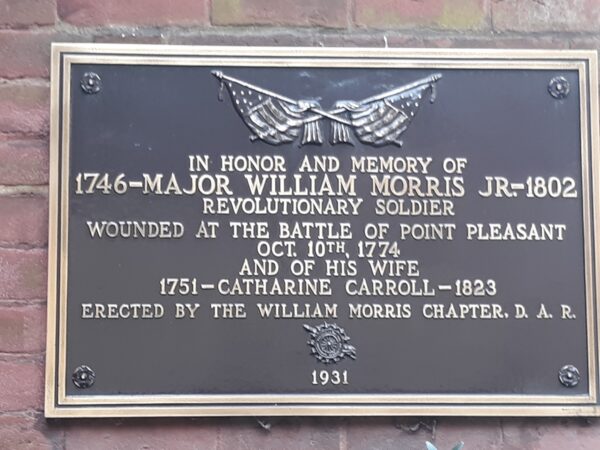 IN HONOR AND MEMORY OF
1746-MAJOR WILLIAM MORRIS JR.-1802
REVOLUTIONARY SOLDIER
WOUNDED AT THE BATTLE OF POINT PLEASANT
OCT. 10TH, 1774
AND OF HIS WIFE
1751-CATHARINE CARROLL-1823
ERECTED BY THE WILLIAM MORRIS CHAPTER, D. A. R.
1931